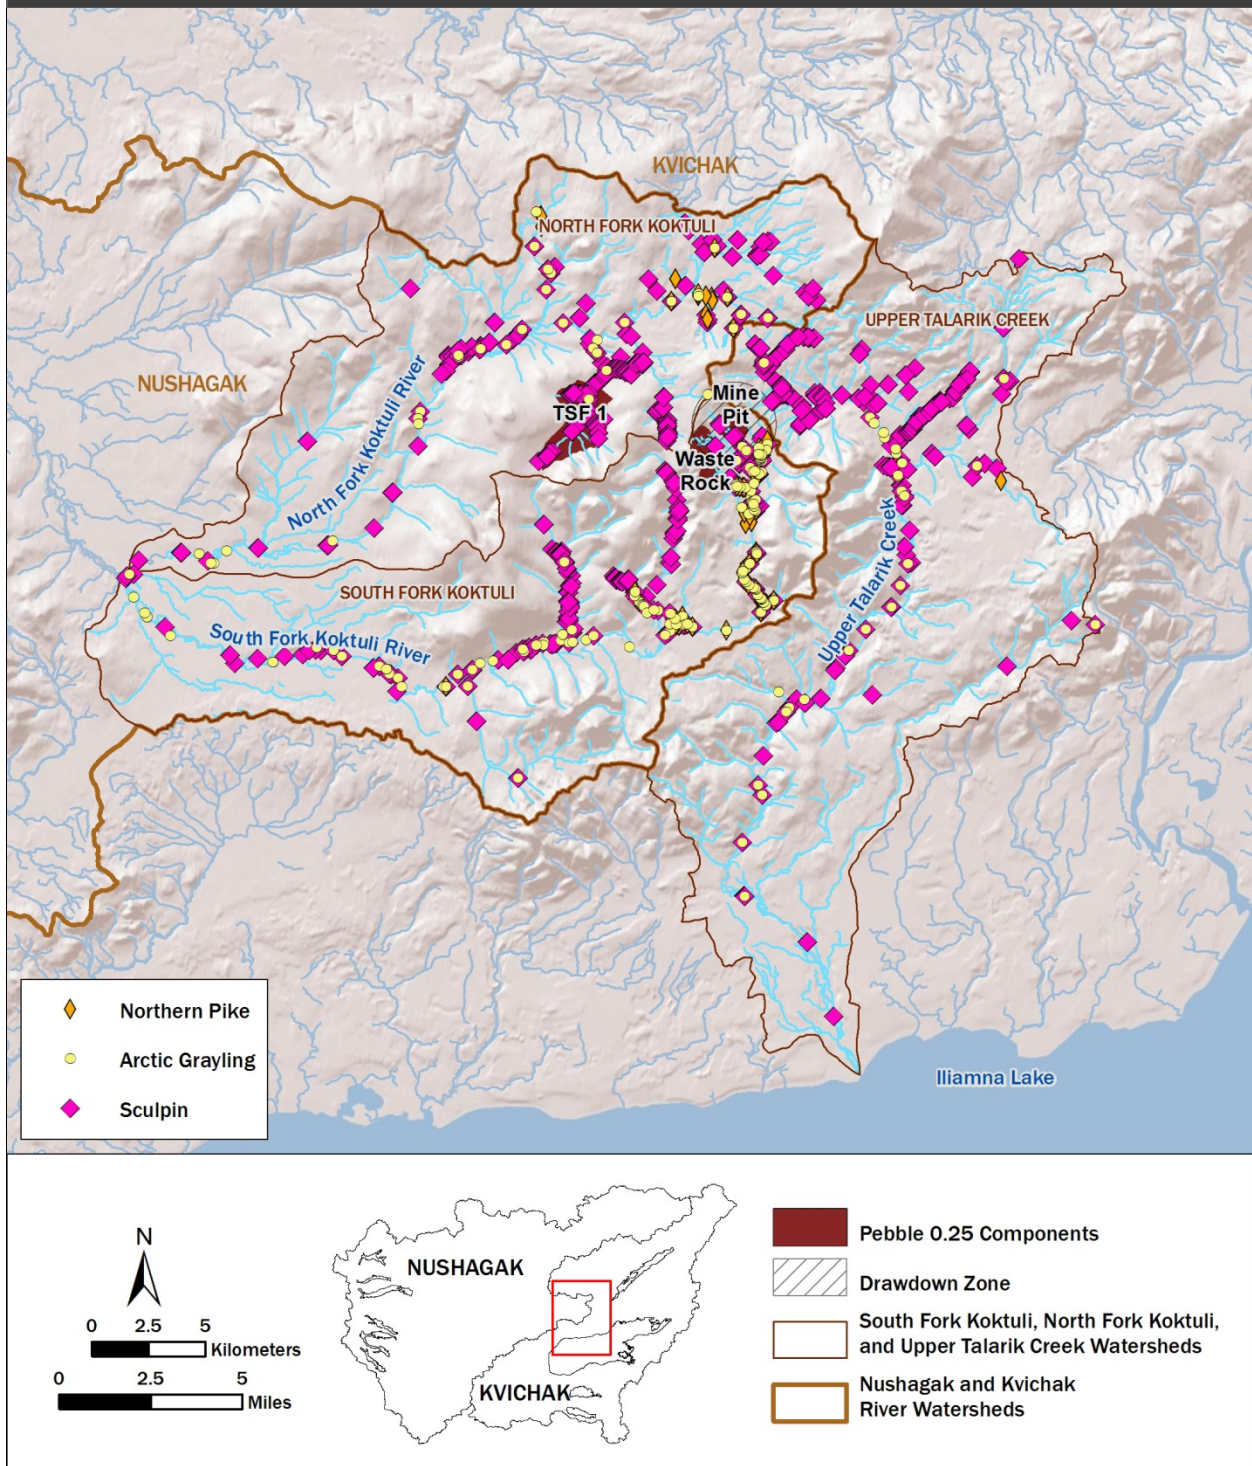 KVICHAK
NORTH FORK KOKTULI
UPPER TALARIK CREEK
NUSHAGAK
North Fork Koktuli River
TSF 1
Mine
Pit
Waste
Rock
Upper Talarik Creek
SOUTH FORK KOKTULI
South Fork Koktuli River
Northern Pike
Arctic Grayling
Sculpin
Iliamna Lake
N
0 2.5 5
Kilometers
0 2.5 5
Miles
NUSHAGAK
KVICHAK
Pebble 0.25 Components
Drawdown Zone
South Fork Koktuli, North Fork Koktuli,
and Upper Talarik Creek Watersheds
Nushagak and Kvichak
River Watersheds